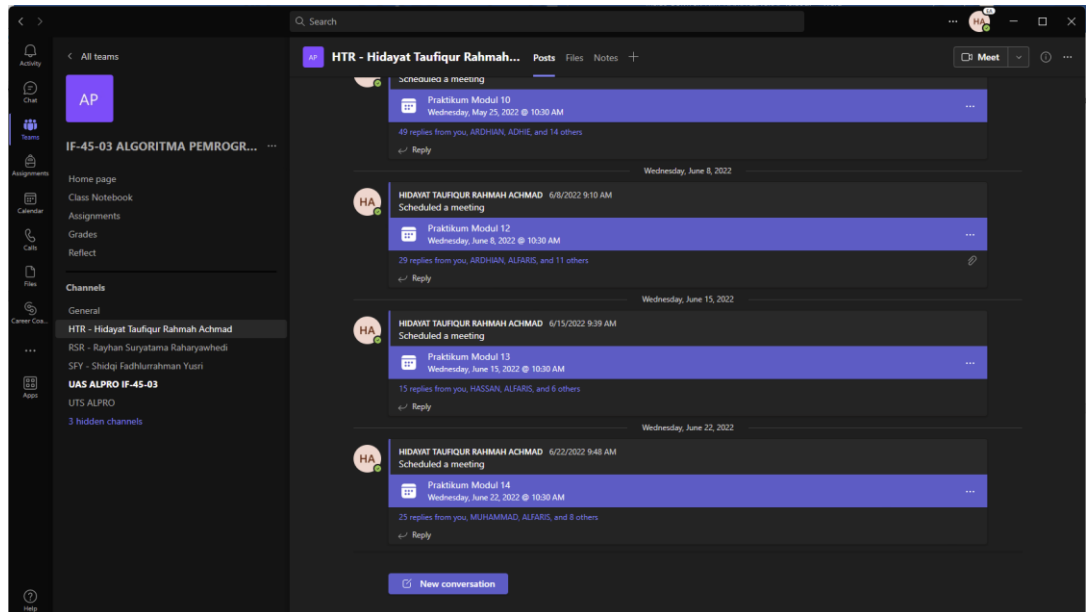 Search
HA
Activity
Chat
Teams
Assignments
Calendar
Calls
Files
Career Coa...
Apps
Help
All teams
AP
IF-45-03 ALGORITMA PEMROGR...
Home page
Class Notebook
Assignments
Grades
Reflect
Channels
General
HTR - Hidayat Taufiqur Rahmah Achmad
RSR - Rayhan Suryatama Raharyawhedi
SFY - Shidqi Fadhlurrahman Yusri
UAS ALPRO IF-45-03
UTS ALPRO
3 hidden channels
AP HTR - Hidayat Taufiqur Rahmah... Posts Files Notes
Meet
Scheduled a meeting
Praktikum Modul 10
Wednesday, May 25, 2022 @ 10:30 AM
49 replies from you, ARDHIAN, ADHIE, and 14 others
Reply
Wednesday, June 8, 2022
HA
HIDAYAT TAUFIQUR RAHMAH ACHMAD 6/8/2022 9:10 AM
Scheduled a meeting
Praktikum Modul 12
Wednesday, June 8, 2022 @ 10:30 AM
29 replies from you, ARDHIAN, ALFARIS, and 11 others
Reply
Wednesday, June 15, 2022
HA
HIDAYAT TAUFIQUR RAHMAH ACHMAD 6/15/2022 9:39 AM
Scheduled a meeting
Praktikum Modul 13
Wednesday, June 15, 2022 @ 10:30 AM
15 replies from you, HASSAN, ALFARIS, and 6 others
Reply
Wednesday, June 22, 2022
HA
HIDAYAT TAUFIQUR RAHMAH ACHMAD 6/22/2022 9:48 AM
Scheduled a meeting
Praktikum Modul 14
Wednesday, June 22, 2022 @ 10:30 AM
25 replies from you, MUHAMMAD, ALFARIS, and 8 others
Reply
New conversation